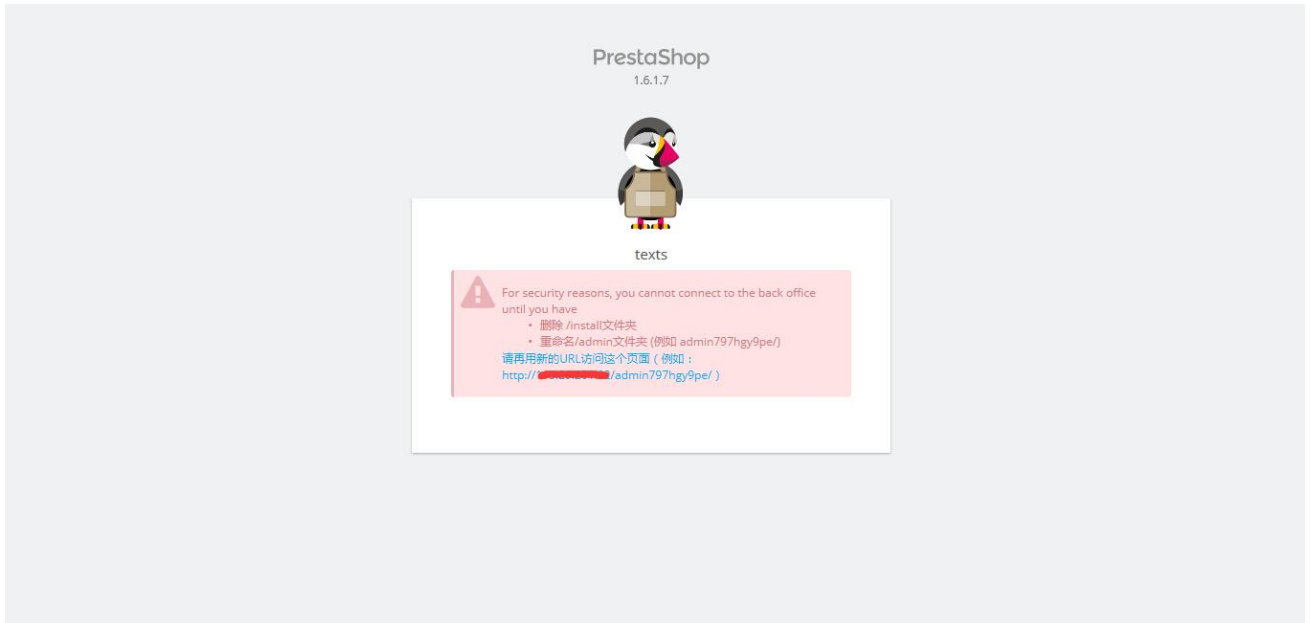 PrestaShop
1.6.1.7
texts
For security reasons, you cannot connect to the back office
until you have
• 删除 /install文件夹
• 重命名/admin文件夹 (例如 admin797hgy9pe/)
请再用新的URL访问这个页面 ( 例如 :
http:// /admin797hgy9pe/ )